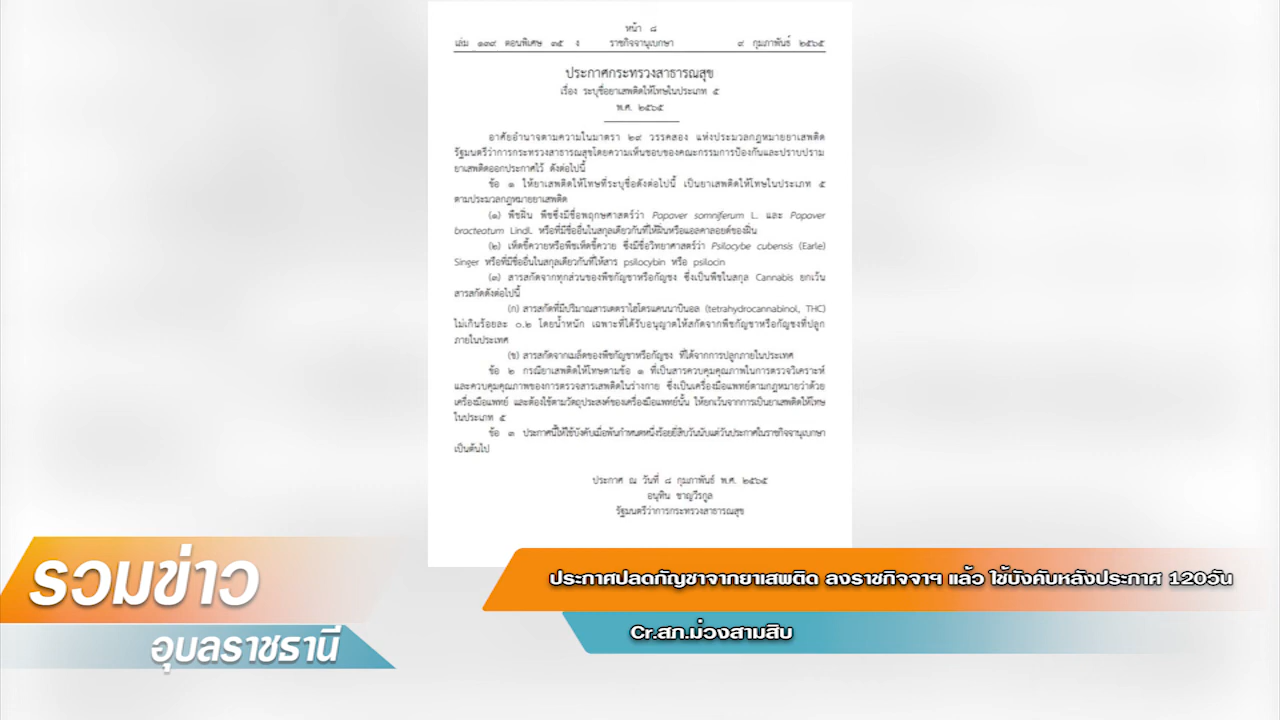 หน้า ๘
เล่ม ๑๓๙ ตอนพิเศษ ๓๕ ง ราชกิจจานุเบกษา ๙ กุมภาพันธ์ ๒๕๖๕
ประกาศกระทรวงสาธารณสุข
เรื่อง ระบุชื่อยาเสพติดให้โทษในประเภท ๕
พ.ศ. ๒๕๖๕
อาศัยอำนาจตามความในมาตรา ๒๙ วรรคสอง แห่งประมวลกฎหมายยาเสพติด
รัฐมนตรีว่าการกระทรวงสาธารณสุขโดยความเห็นชอบของคณะกรรมการป้องกันและปราบปราม
ยาเสพติดออกประกาศไว้ ดังต่อไปนี้
ข้อ ๑ ให้ยาเสพติดให้โทษที่ระบุชื่อดังต่อไปนี้ เป็นยาเสพติดให้โทษในประเภท ๕
ตามประมวลกฎหมายยาเสพติด
(๑) พืชฝิ่น พืชซึ่งมีชื่อพฤกษศาสตร์ว่า Papaver somniferum L. และ Papaver
bracteatum Lindl. หรือที่มีชื่ออื่นในสกุลเดียวกันที่ให้ฝิ่นหรือแอลคาลอยด์ของฝิ่น
(๒) เห็ดขี้ควายหรือพืชเห็ดขี้ควาย ซึ่งมีชื่อวิทยาศาสตร์ว่า Psilocybe cubensis (Earle)
Singer หรือที่มีชื่ออื่นในสกุลเดียวกันที่ให้สาร psilocybin หรือ psilocin
(๓) สารสกัดจากทุกส่วนของพืชกัญชาหรือกัญชง ซึ่งเป็นพืชในสกุล Cannabis ยกเว้น
สารสกัดดังต่อไปนี้
(ก) สารสกัดที่มีปริมาณสารเตตราไฮโดรแคนนาบินอล (tetrahydrocannabinol, THC)
ไม่เกินร้อยละ ๐.๒ โดยน้ำหนัก เฉพาะที่ได้รับอนุญาตให้สกัดจากพืชกัญชาหรือกัญชงที่ปลูก
ภายในประเทศ
(ข) สารสกัดจากเมล็ดของพืชกัญชาหรือกัญชง ที่ได้จากการปลูกภายในประเทศ
ข้อ ๒ กรณียาเสพติดให้โทษตามข้อ ๑ ที่เป็นสารควบคุมคุณภาพในการตรวจวิเคราะห์
และควบคุมคุณภาพของการตรวจสารเสพติดในร่างกาย ซึ่งเป็นเครื่องมือแพทย์ตามกฎหมายว่าด้วย
เครื่องมือแพทย์ และต้องใช้ตามวัตถุประสงค์ของเครื่องมือแพทย์นั้น ให้ยกเว้นจากการเป็นยาเสพติดให้โทษ
ในประเภท ๕
ข้อ ๓ ประกาศนี้ให้ใช้บังคับเมื่อพ้นกำหนดหนึ่งร้อยยี่สิบวันนับแต่วันประกาศในราชกิจจานุเบกษา
เป็นต้นไป
ประกาศ ณ วันที่ ๘ กุมภาพันธ์ พ.ศ. ๒๕๖๕
อนุทิน ชาญวีรกูล
รัฐมนตรีว่าการกระทรวงสาธารณสุข
รวมข่าว
อุบลราชธานี
ประกาศปลดกัญชาจากยาเสพติด ลงราชกิจจาฯ แล้ว ใช้บังคับหลังประกาศ 120วัน
Cr.สภ.ม่วงสามสิบ